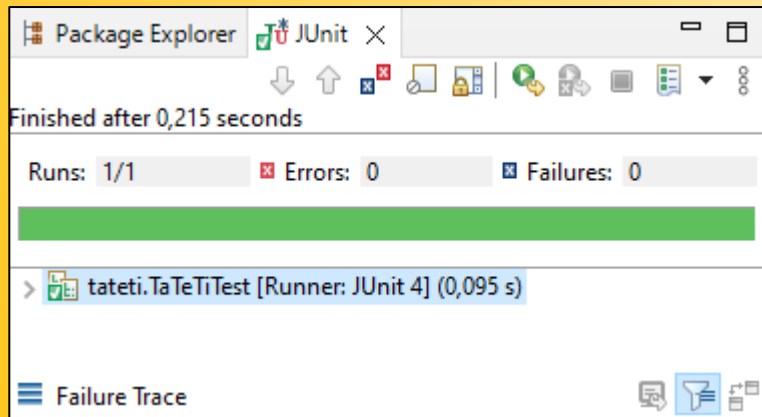 Package Explorer JUnit
Finished after 0,215 seconds
Runs: 1/1 Errors: 0 Failures: 0
tateti.TaTeTiTest [Runner: JUnit 4] (0,095 s)
Failure Trace